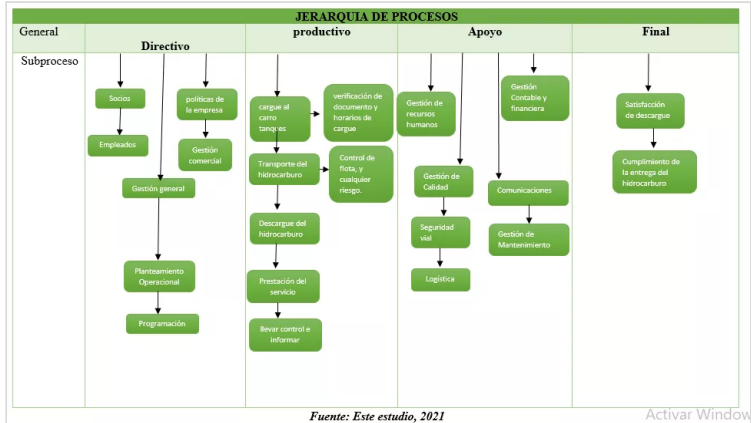 JERARQUIA DE PROCESOS
General
Directivo
productivo
Apoyo
Final
Subproceso
Socios
Empleados
políticas de
la empresa
Gestión
comercial
Gestión general
Planteamiento
Operacional
Programación
cargue al
carro
tanques
verificación de
documento y
horarios de
cargue
Transporte del
hidrocarburo
Control de
flota, y
cualquier
riesgo.
Descargue del
hidrocarburo
Prestación del
servicio
llevar control e
informar
Gestión de
recursos
humanos
Gestión
Contable y
financiera
Gestión de
Calidad
Comunicaciones
Seguridad
vial
Gestión de
Mantenimiento
Logística
Satisfacción
de descargue
Cumplimiento de
la entrega del
hidrocarburo
Fuente: Este estudio, 2021
Activar Window